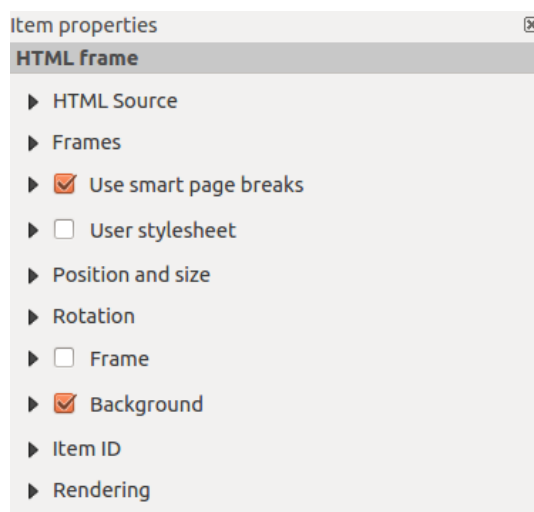 Item properties
HTML frame
HTML Source
Frames
Use smart page breaks
User stylesheet
Position and size
Rotation
Frame
Background
Item ID
Rendering